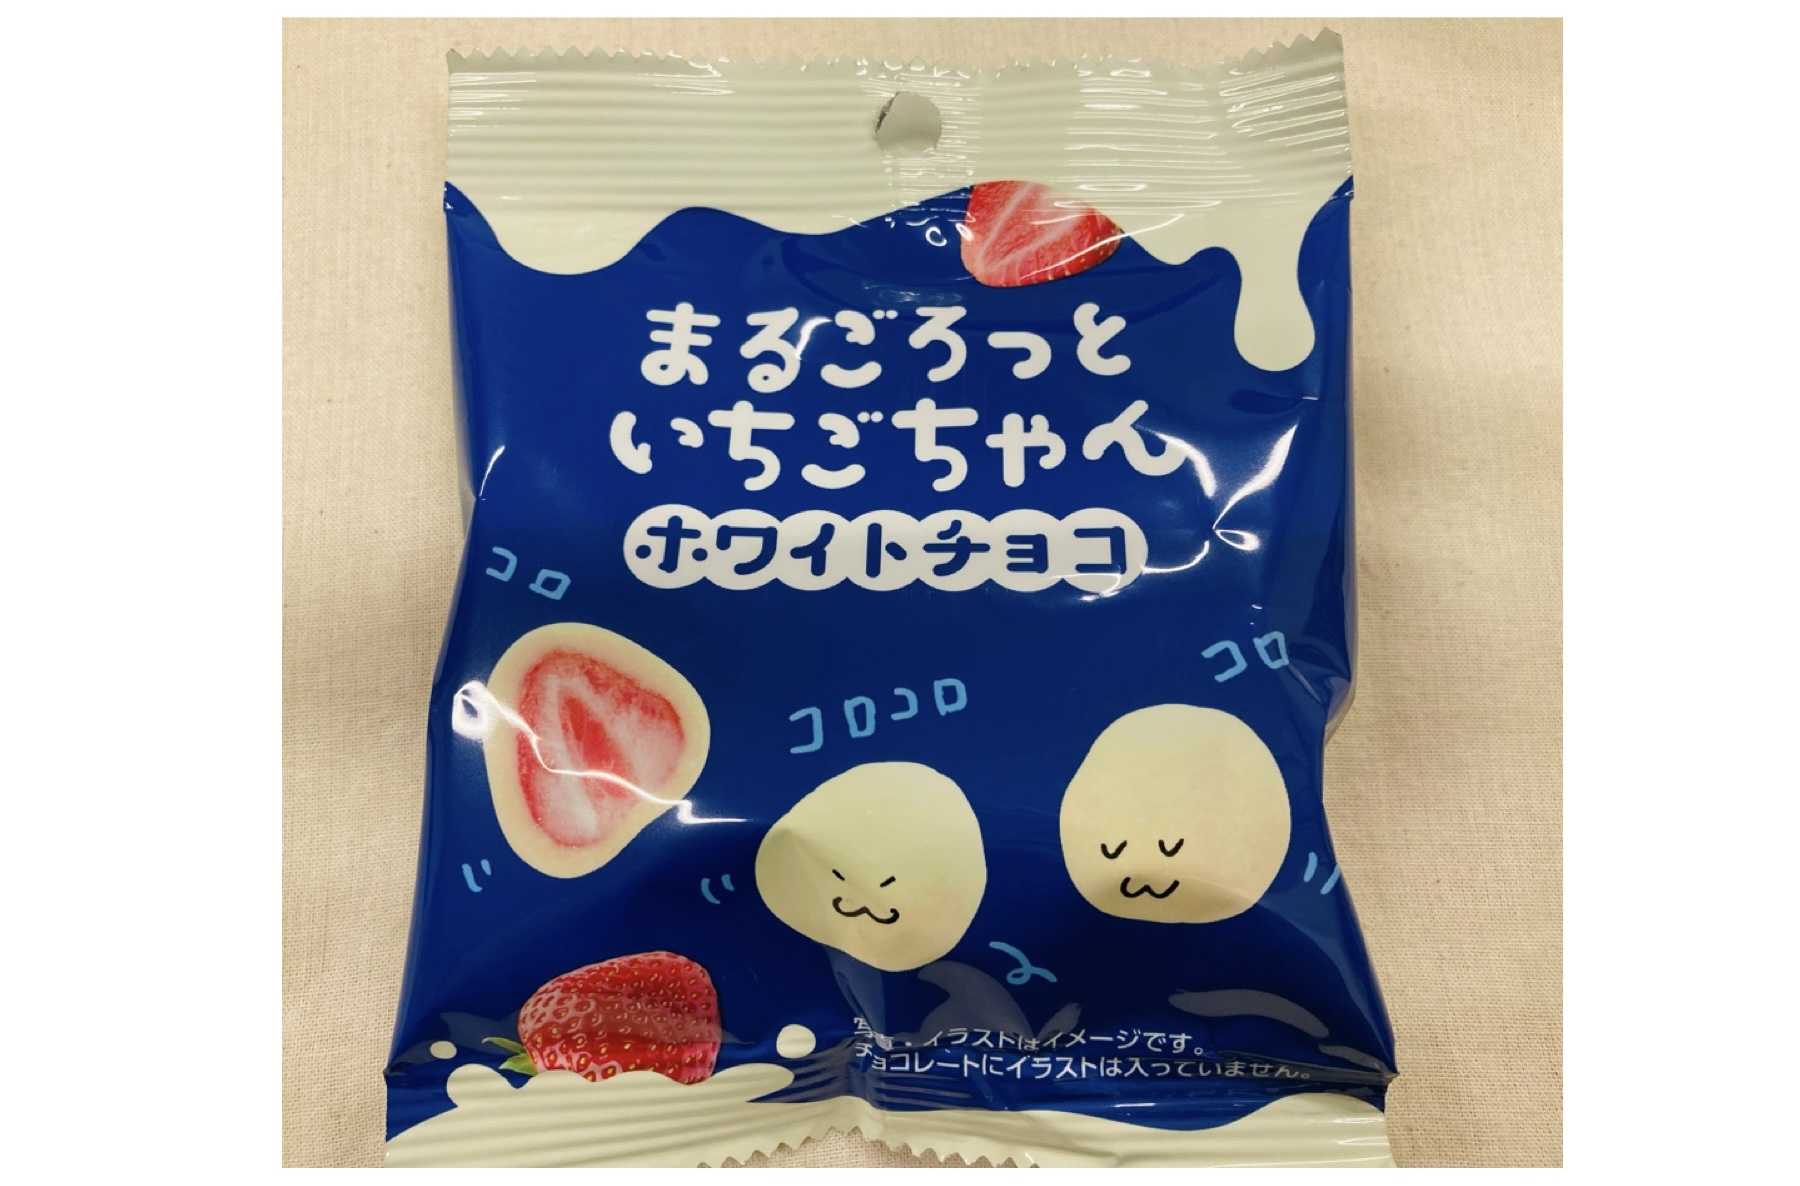 まるごろっと
いちごちゃん
ホワイトチョコ
コロ
コロコロ
コロ
写真・イラストはイメージです。
チョコレートにイラストは入っていません。